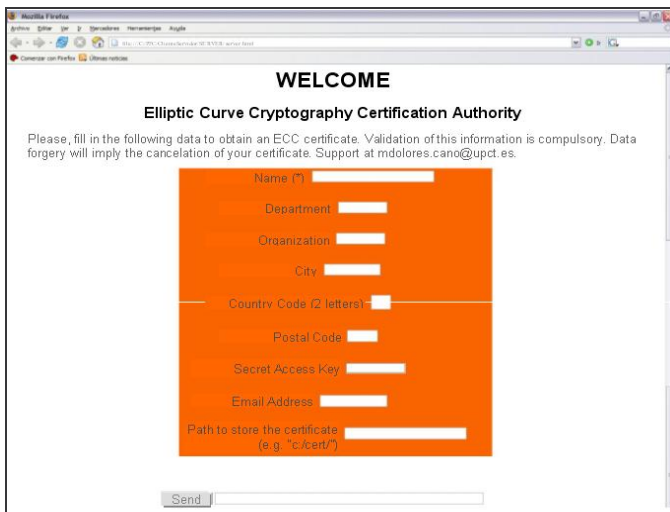 Mozilla Firefox
Archivo Editar Ver Ir Marcadores Herramientas Ayuda
Comenzar con Firefox Últimas noticias
WELCOME
Elliptic Curve Cryptography Certification Authority
Please, fill in the following data to obtain an ECC certificate. Validation of this information is compulsory. Data
forgery will imply the cancelation of your certificate. Support at mdolores.cano@upct.es.
Name (*)
Department
Organization
City
Country Code (2 letters)
Postal Code
Secret Access Key
Email Address
Path to store the certificate
(e.g. "c:/cert/")
Send